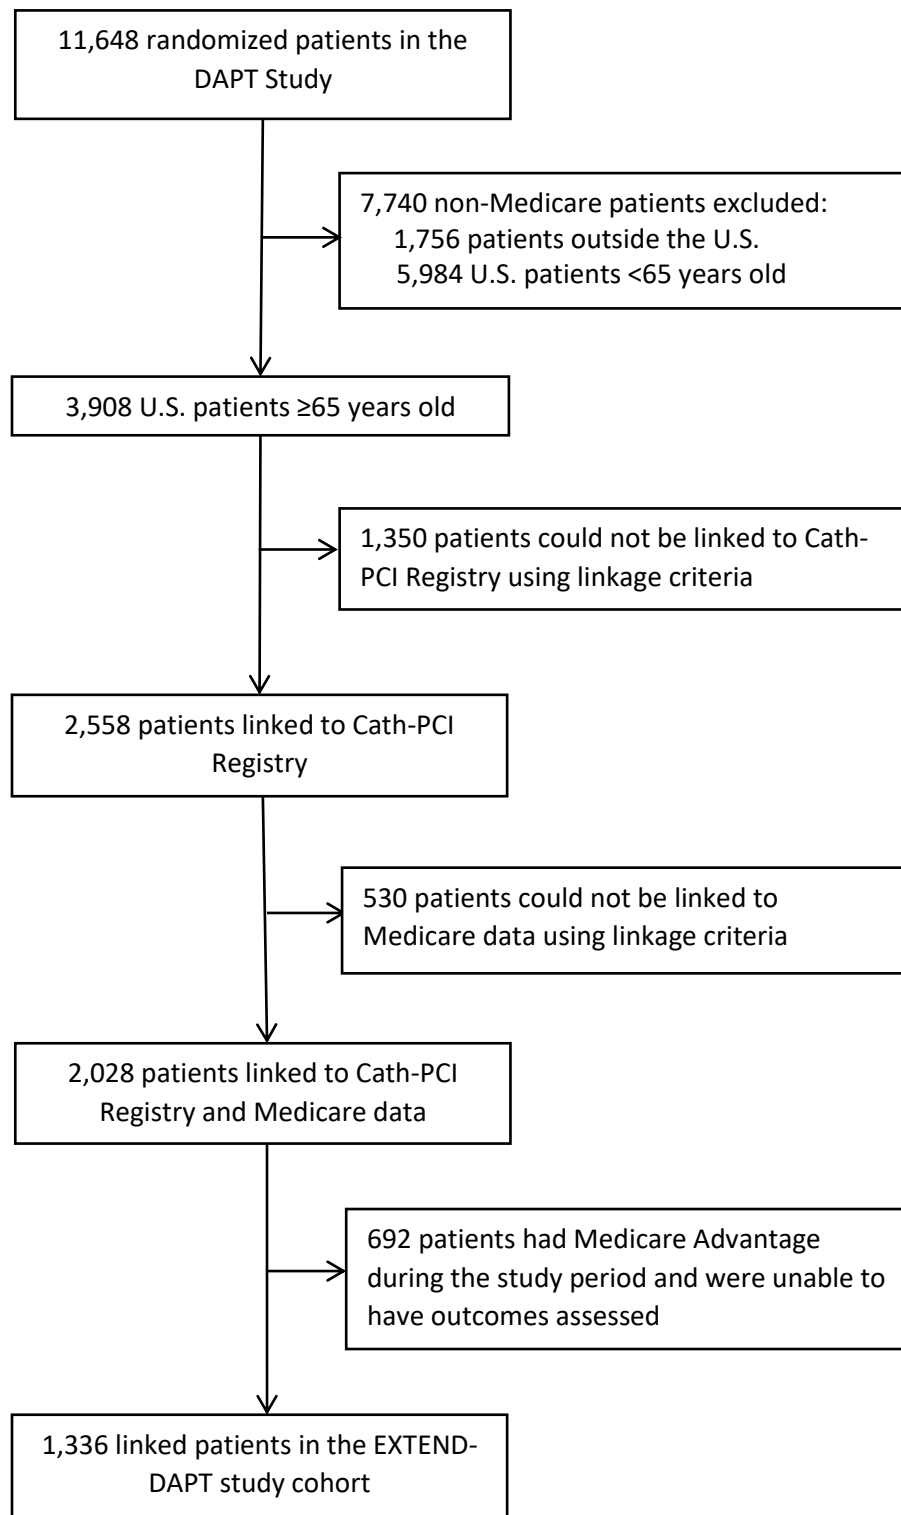 11,648 randomized patients in the
DAPT Study
7,740 non-Medicare patients excluded:
1,756 patients outside the U.S.
5,984 U.S. patients <65 years old
3,908 U.S. patients ≥65 years old
1,350 patients could not be linked to Cath-
PCI Registry using linkage criteria
2,558 patients linked to Cath-PCI
Registry
530 patients could not be linked to
Medicare data using linkage criteria
2,028 patients linked to Cath-PCI
Registry and Medicare data
692 patients had Medicare Advantage
during the study period and were unable to
have outcomes assessed
1,336 linked patients in the EXTEND-
DAPT study cohort